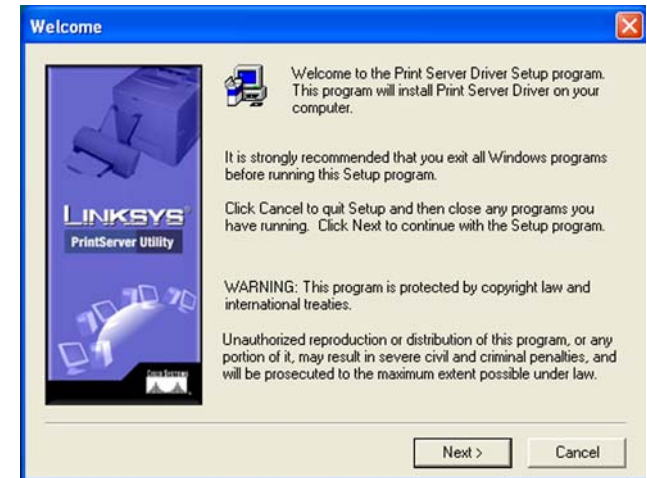 Welcome
Welcome to the Print Server Driver Setup program.
This program will install Print Server Driver on your
computer.
It is strongly recommended that you exit all Windows programs
before running this Setup program.
Click Cancel to quit Setup and then close any programs you
have running. Click Next to continue with the Setup program.
LINKSYS®
PrintServer Utility
WARNING: This program is protected by copyright law and
international treaties.
Unauthorized reproduction or distribution of this program, or any
portion of it, may result in severe civil and criminal penalties, and
will be prosecuted to the maximum extent possible under law.
CISCO SYSTEMS
Next >
Cancel